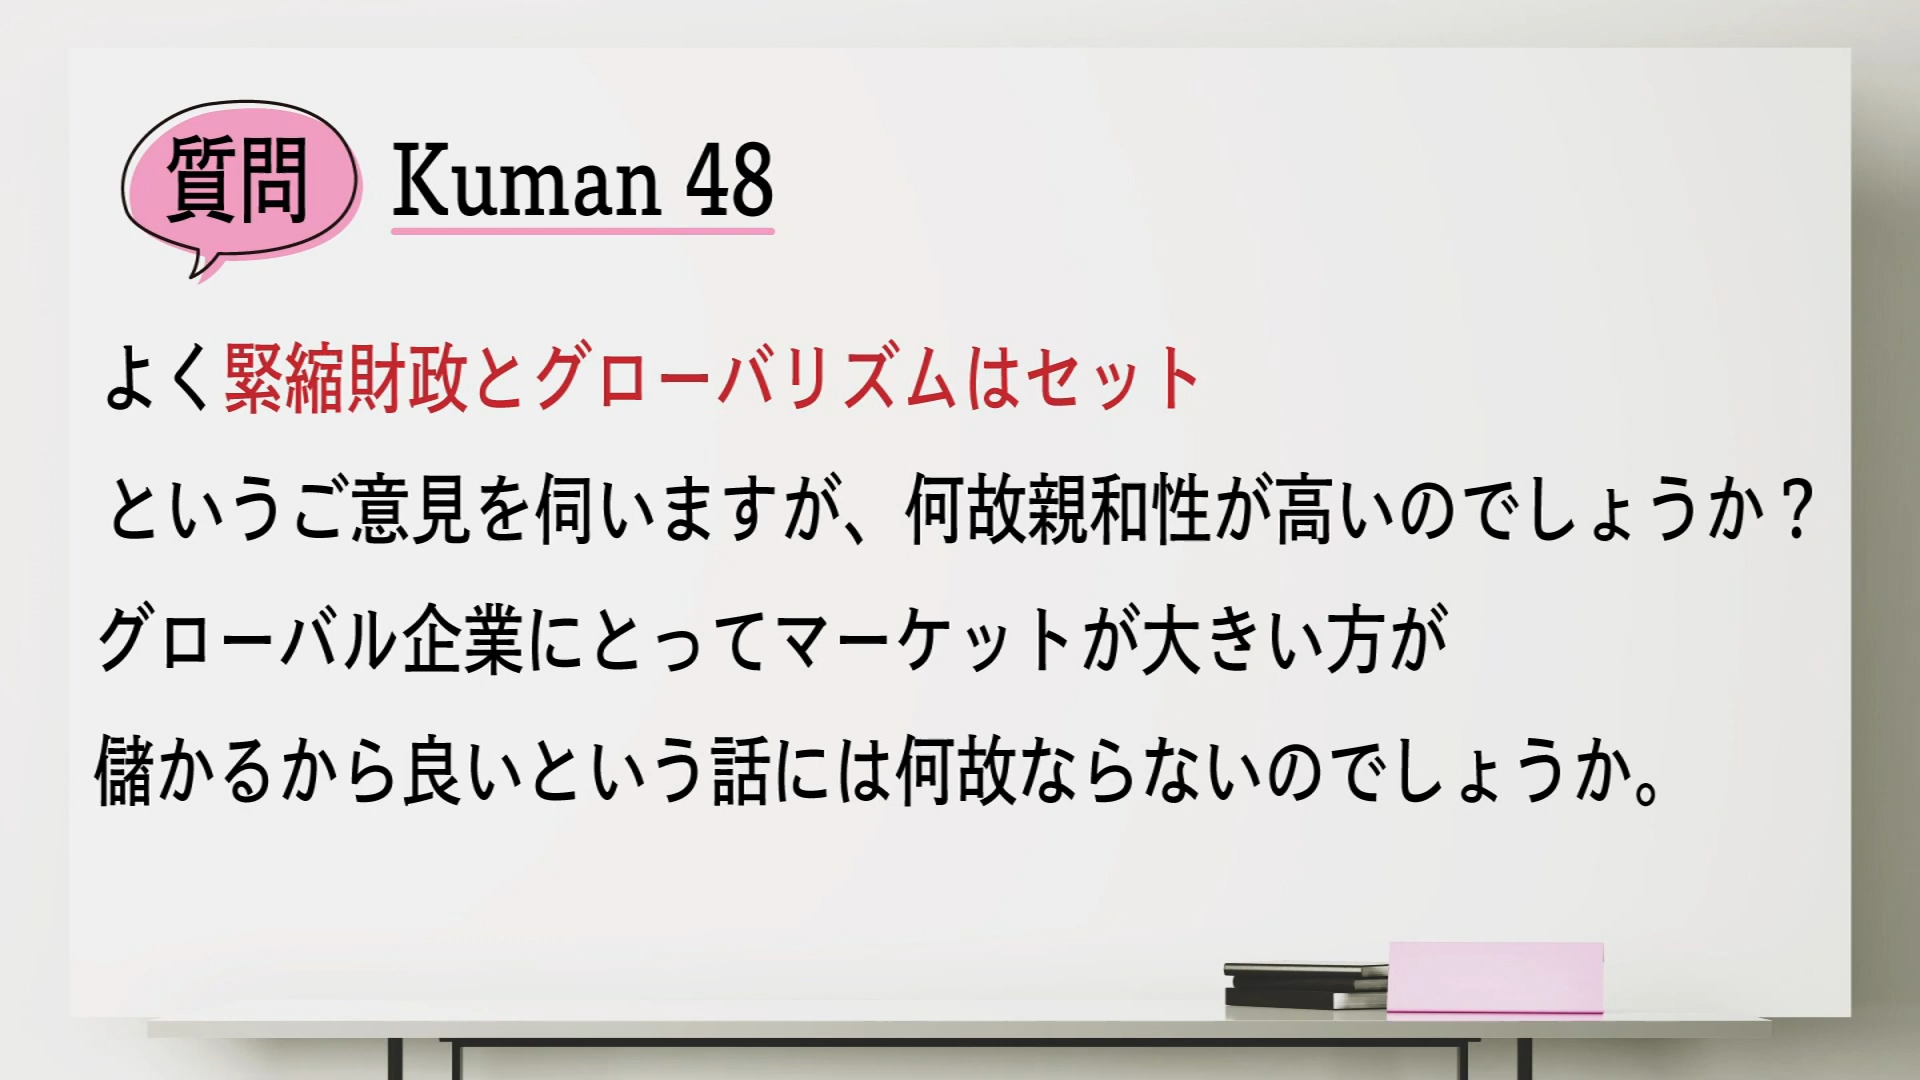 質問 Kuman 48
よく緊縮財政とグローバリズムはセット
というご意見を伺いますが、何故親和性が高いのでしょうか？
グローバル企業にとってマーケットが大きい方が
儲かるから良いという話には何故ならないのでしょうか。